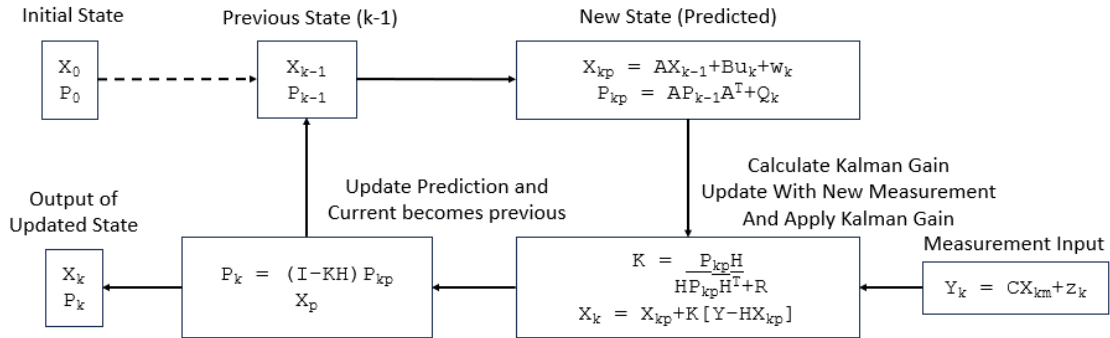 Initial State
Previous State (k-1)
New State (Predicted)
X₀
P₀
Xₖ₋₁
Pₖ₋₁
Xₖₚ = AXₖ₋₁+Buₖ+wₖ
Pₖₚ = APₖ₋₁Aᵀ+Qₖ
Calculate Kalman Gain
Update With New Measurement
And Apply Kalman Gain
Update Prediction and
Current becomes previous
Output of
Updated State
Measurement Input
Xₖ
Pₖ
Pₖ = (I-KH)Pₖₚ
Xₚ
K = PₖₚH
HPₖₚHᵀ+R
Xₖ = Xₖₚ+K[Y-HXₖₚ]
Yₖ = CXₖₘ+zₖ